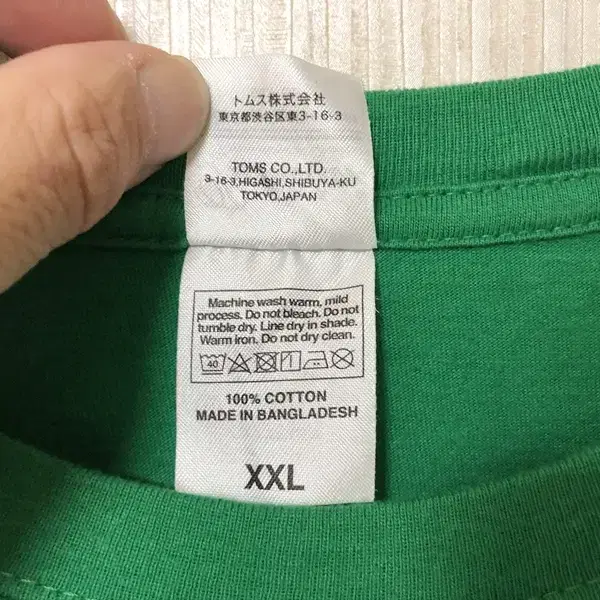 トムス株式会社
東京都渋谷区東3-16-3
TOMS CO.,LTD.
3-16-3,HIGASHI,SHIBUYA-KU
TOKYO,JAPAN
Machine wash warm, mild
process. Do not bleach. Do not
tumble dry. Line dry in shade.
Warm iron. Do not dry clean.
40
100% COTTON
MADE IN BANGLADESH
XXL